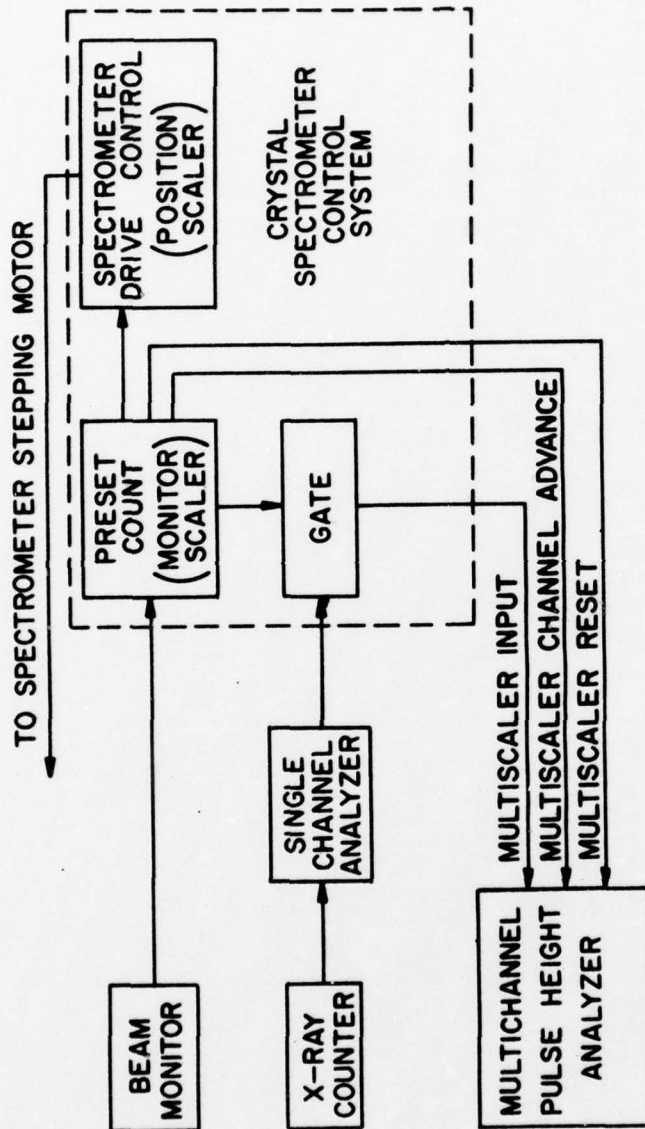 TO SPECTROMETER STEPPING MOTOR
BEAM
MONITOR
PRESET
COUNT
(MONITOR
SCALER)
SPECTROMETER
DRIVE CONTROL
(POSITION
SCALER)
X-RAY
COUNTER
SINGLE
CHANNEL
ANALYZER
GATE
CRYSTAL
SPECTROMETER
CONTROL
SYSTEM
MULTICHANNEL
PULSE HEIGHT
ANALYZER
MULTISCALER INPUT
MULTISCALER CHANNEL ADVANCE
MULTISCALER RESET